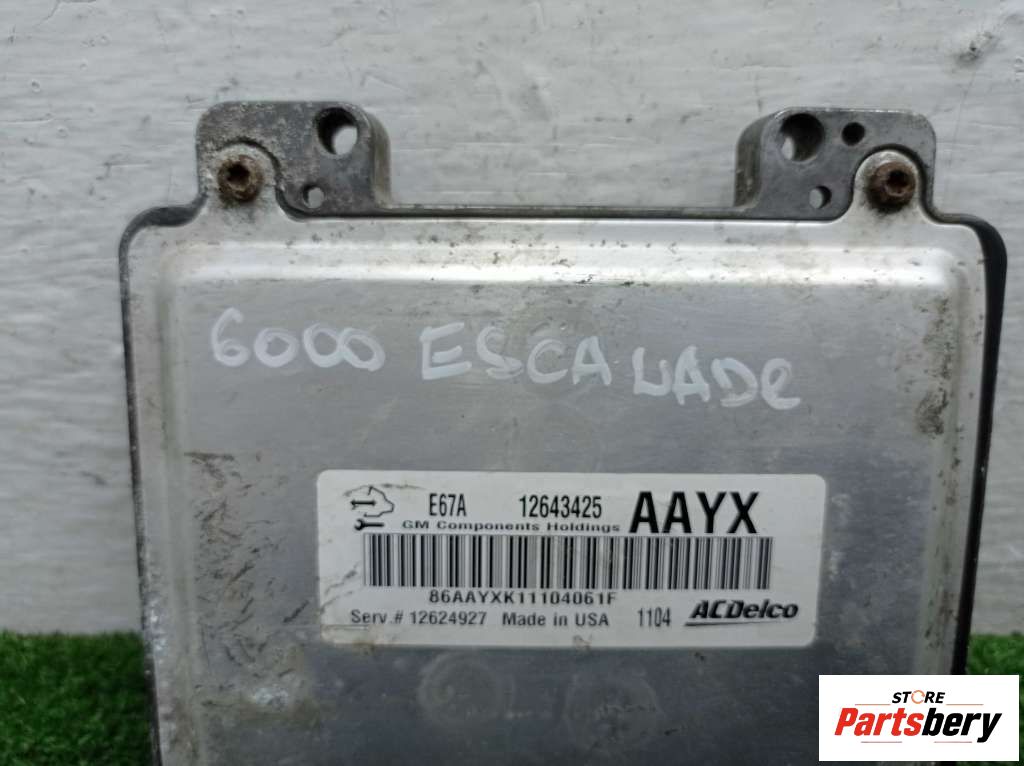 6000 ESCALADe
E67A 12643425 AAYX
GM Components Holdings
86AAYXK11104061F
Serv.# 12624927 Made in USA 1104 ACDelco
STORE
Partsbery